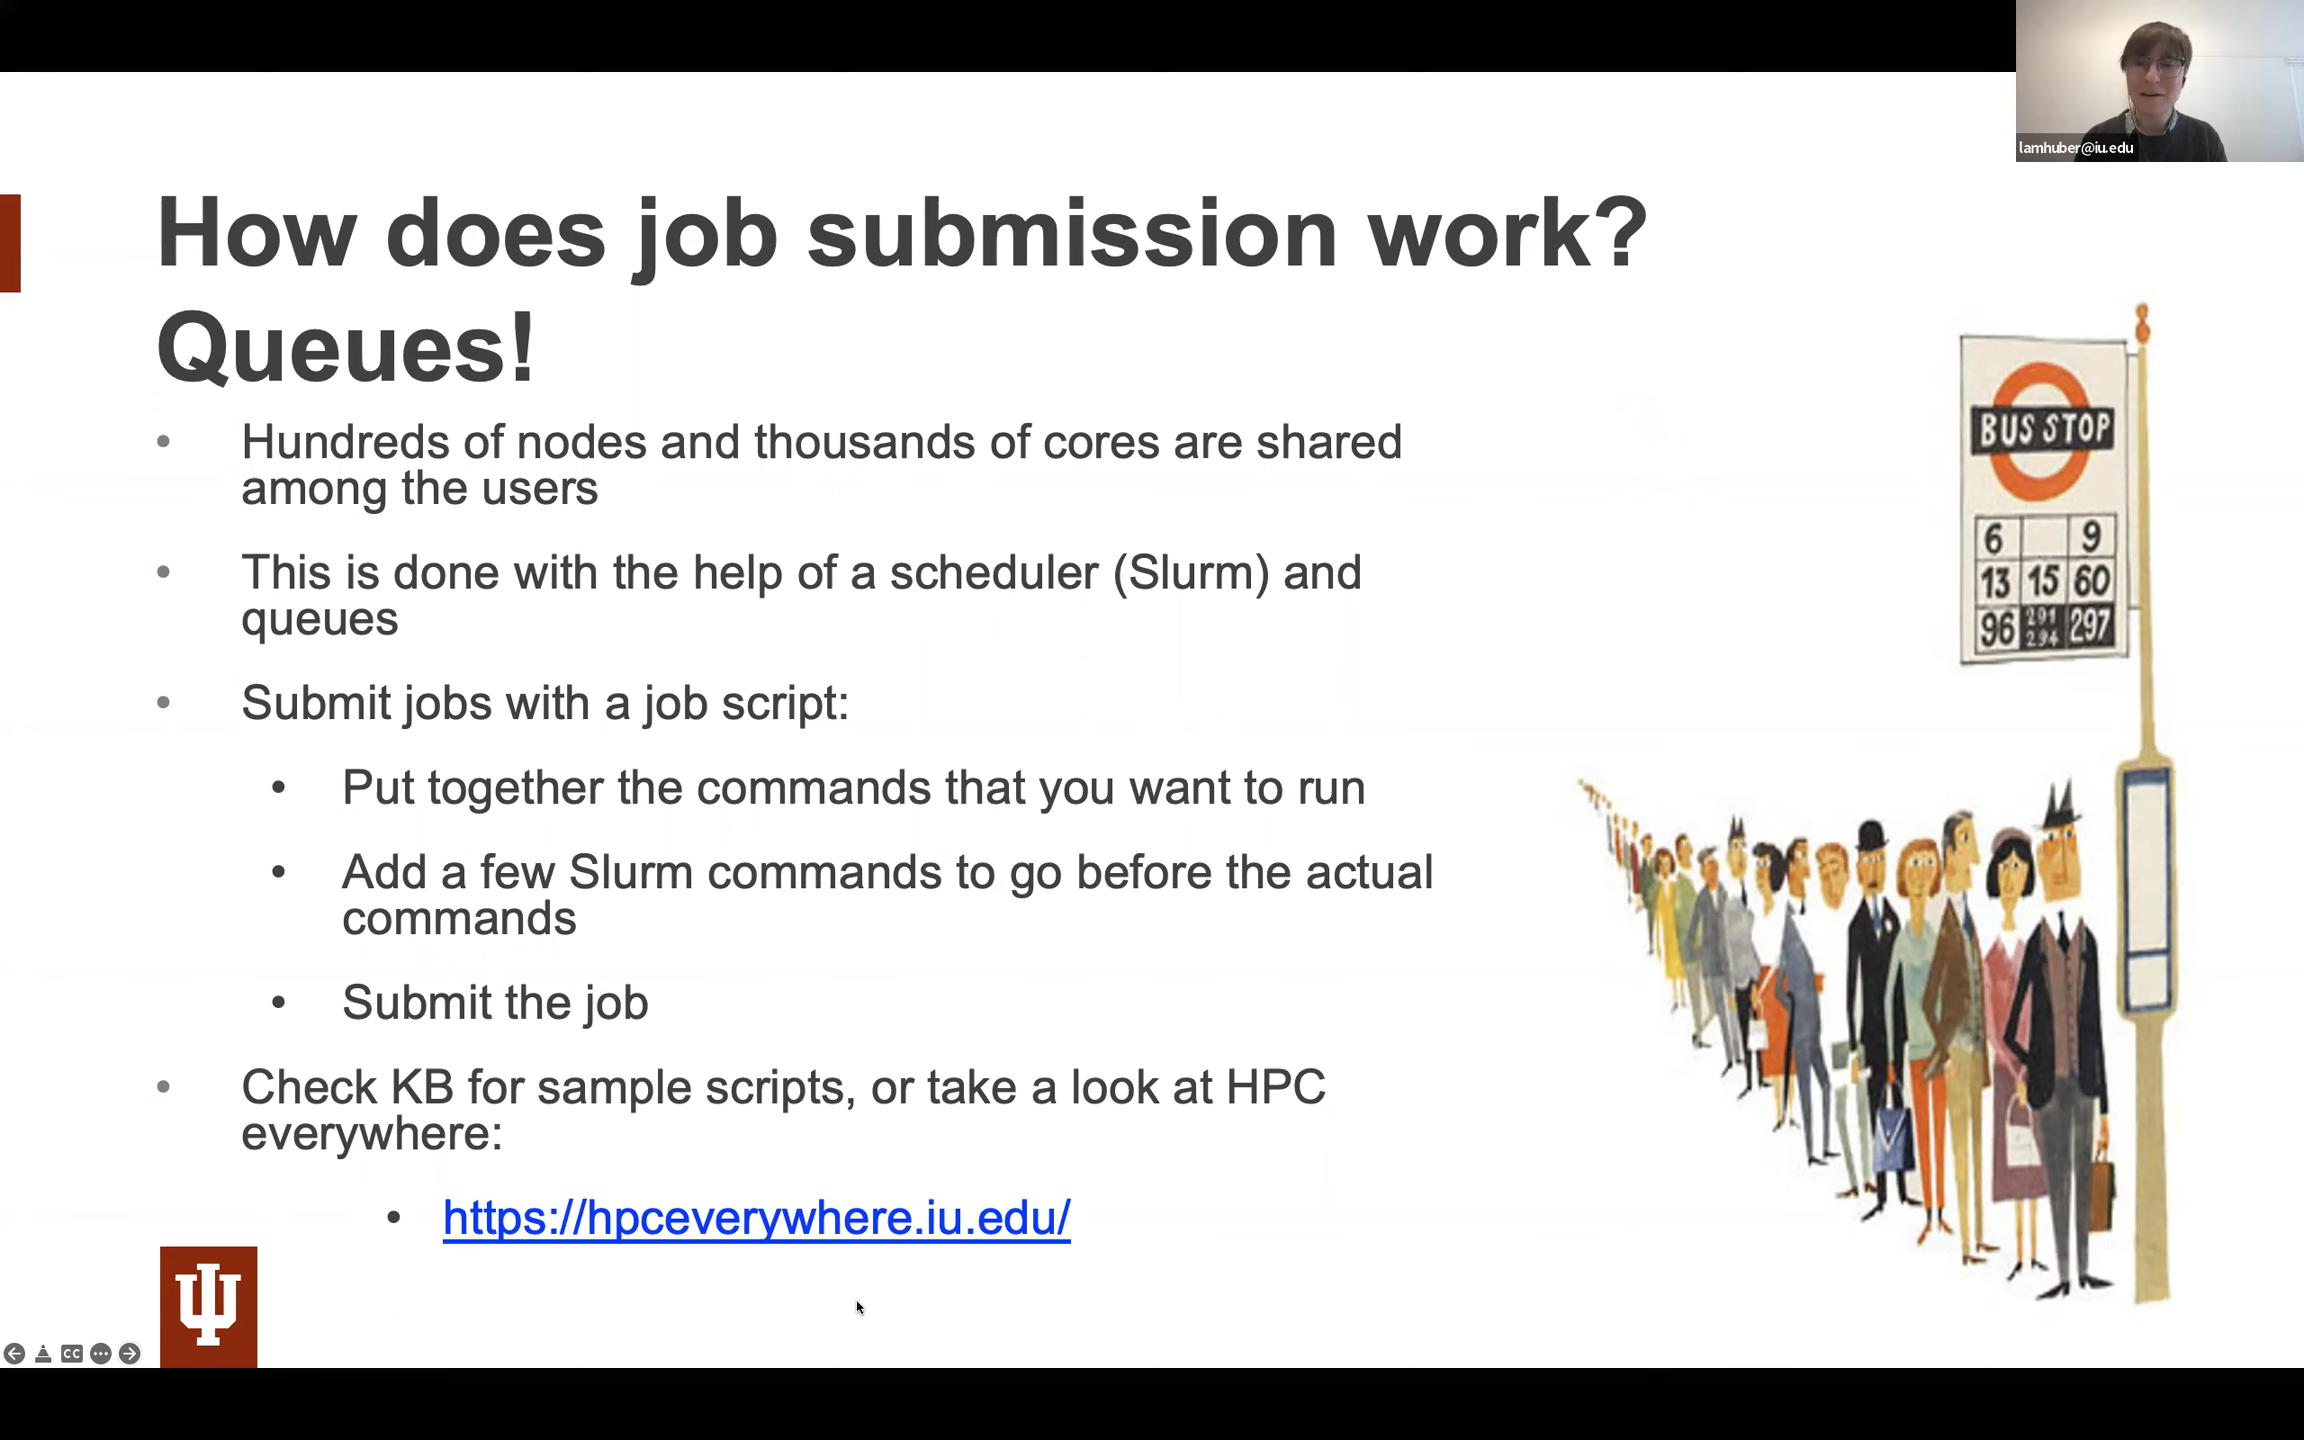 lamhuber@iu.edu
How does job submission work?
Queues!
• Hundreds of nodes and thousands of cores are shared
among the users
• This is done with the help of a scheduler (Slurm) and
queues
• Submit jobs with a job script:
• Put together the commands that you want to run
• Add a few Slurm commands to go before the actual
commands
• Submit the job
• Check KB for sample scripts, or take a look at HPC
everywhere:
• https://hpceverywhere.iu.edu/
BUS STOP
6 9
13 15 60
96 291 294 297
CC